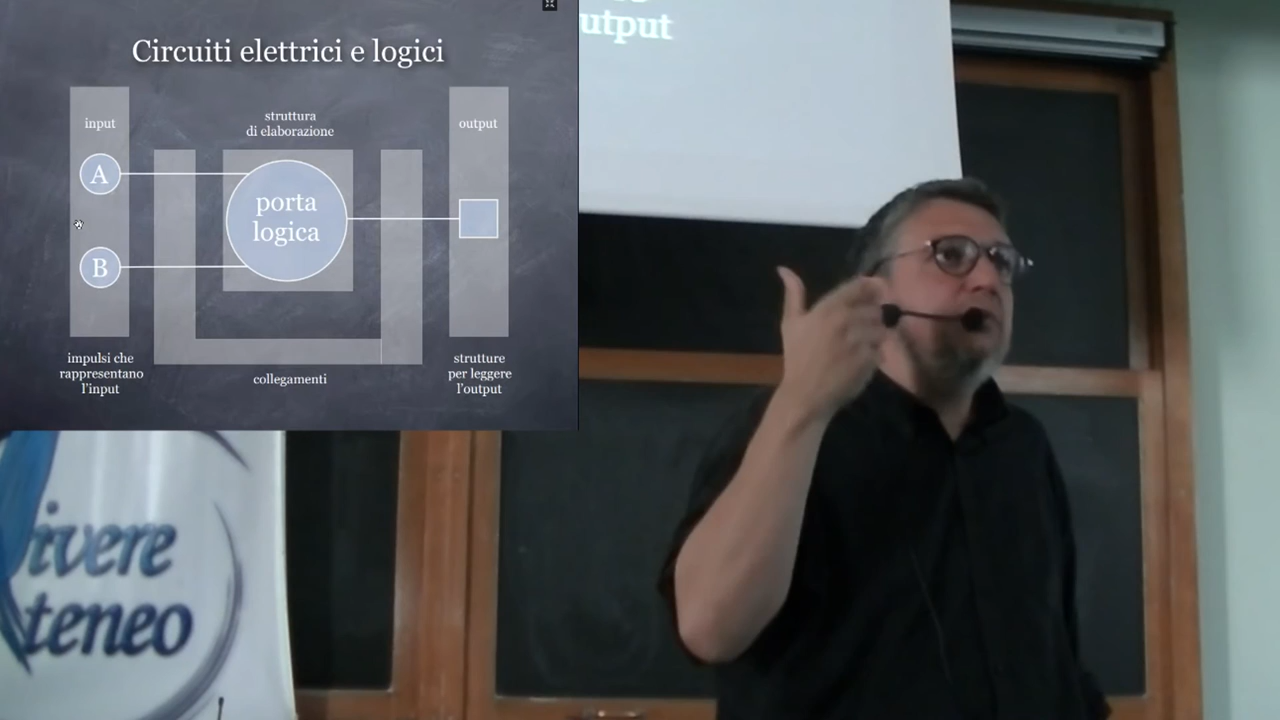 Circuiti elettrici e logici
input
struttura
di elaborazione
output
A
porta
logica
B
impulsi che
rappresentano
l'input
collegamenti
strutture
per leggere
l'output
utput
ivere
teneo